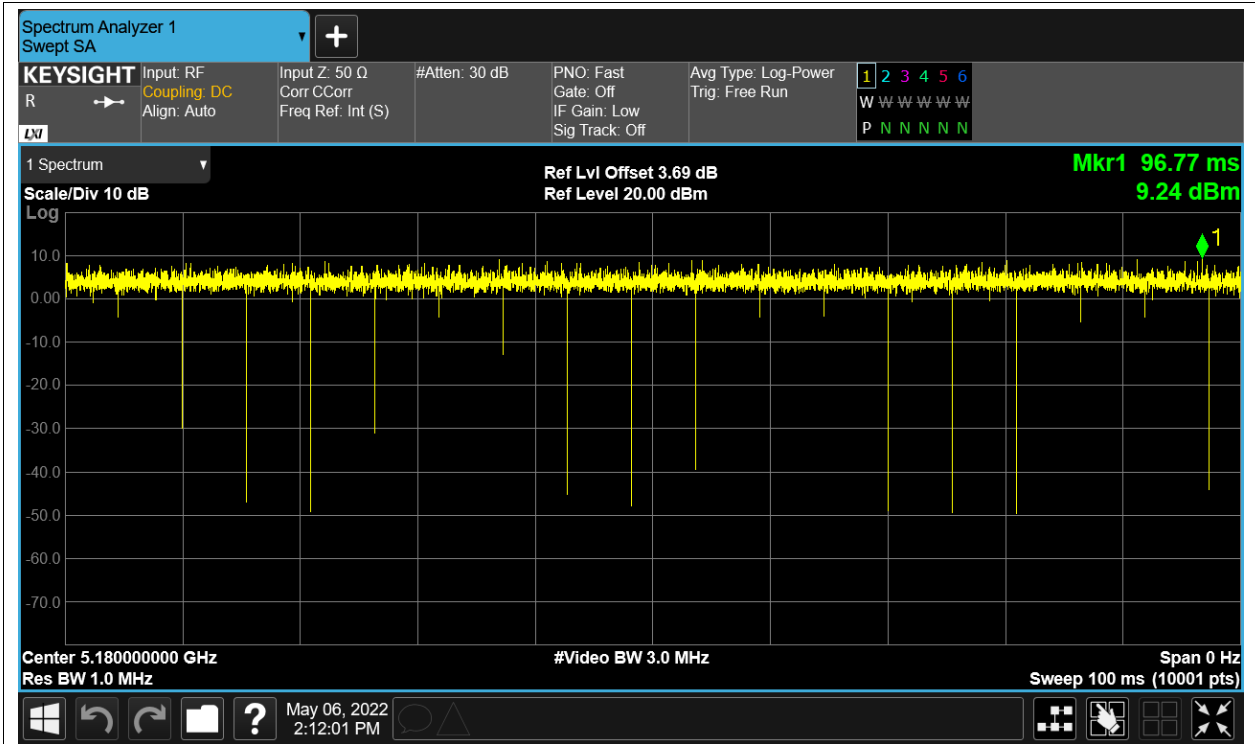 Spectrum Analyzer 1
Swept SA
KEYSIGHT Input: RF Input Z: 50 Ω #Atten: 30 dB PNO: Fast Avg Type: Log-Power 1 2 3 4 5 6
R Coupling: DC Corr CCorr Gate: Off Trig: Free Run W W W W W W
Align: Auto Freq Ref: Int (S) IF Gain: Low
LXI Sig Track: Off P N N N N N
1 Spectrum Ref Lvl Offset 3.69 dB Mkr1 96.77 ms
Scale/Div 10 dB Ref Level 20.00 dBm 9.24 dBm
Log
1
10.0
0.00
-10.0
-20.0
-30.0
-40.0
-50.0
-60.0
-70.0
Center 5.180000000 GHz #Video BW 3.0 MHz Span 0 Hz
Res BW 1.0 MHz Sweep 100 ms (10001 pts)
? May 06, 2022
2:12:01 PM